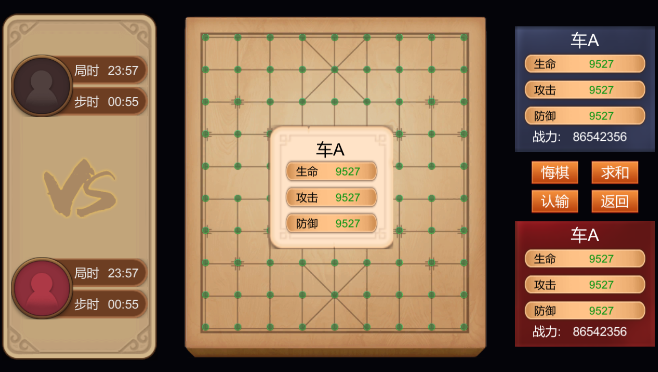 局时 23:57
步时 00:55
VS
局时 23:57
步时 00:55
车A
生命 9527
攻击 9527
防御 9527
车A
生命 9527
攻击 9527
防御 9527
战力: 86542356
悔棋 求和
认输 返回
车A
生命 9527
攻击 9527
防御 9527
战力: 86542356